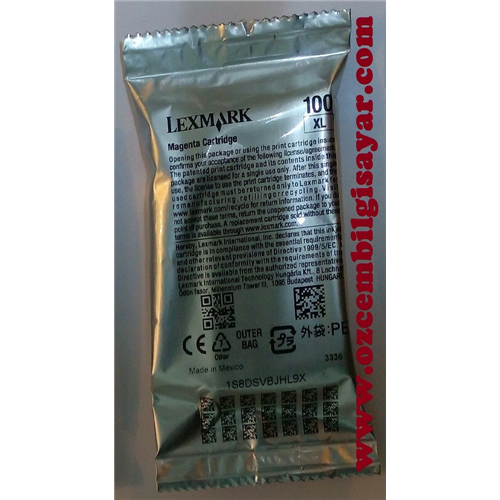 LEXMARK
100
XL
Magenta Cartridge
Opening this package or using the print cartridge inside
confirms your acceptance of the following license/agreement.
The patented print cartridge and its contents inside this
package are licensed for a single use only. After this single
use, the license to use the print cartridge terminates, and the
used cartridge must be returned only to Lexmark for
remanufacturing, refilling or recycling.
www.lexmark.com/recycle for return information. If you do
not accept these terms, return the unopened package to your
point of purchase. A replacement cartridge sold without these
terms is available through www.lexmark.com.
Hereby, Lexmark International, Inc. declares that this inkjet
cartridge is in compliance with the essential requirements
and other relevant provisions of Directive 1999/5/EC.
declaration of conformity with the requirements of the
Directive is available from the authorized representative
Lexmark International Technology Hungária Kft., 8 Lechner
Ödön fasor, Millennium Tower III, 1095 Budapest HUNGARY
CE
Other
OUTER
BAG
プラ
外袋: PE
3336
Made in Mexico
1S8DSVBJHL9X
www.ozcembilgisayar.com